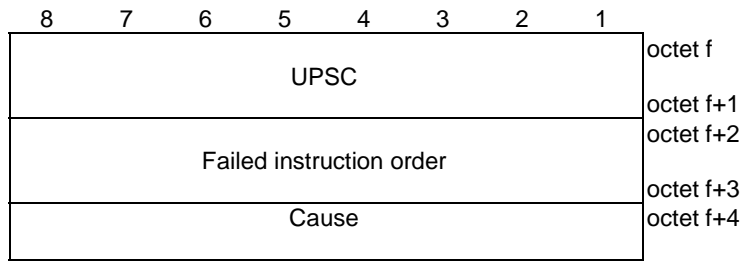 8 7 6 5 4 3 2 1
octet f
UPSC
octet f+1
octet f+2
Failed instruction order
octet f+3
Cause octet f+4